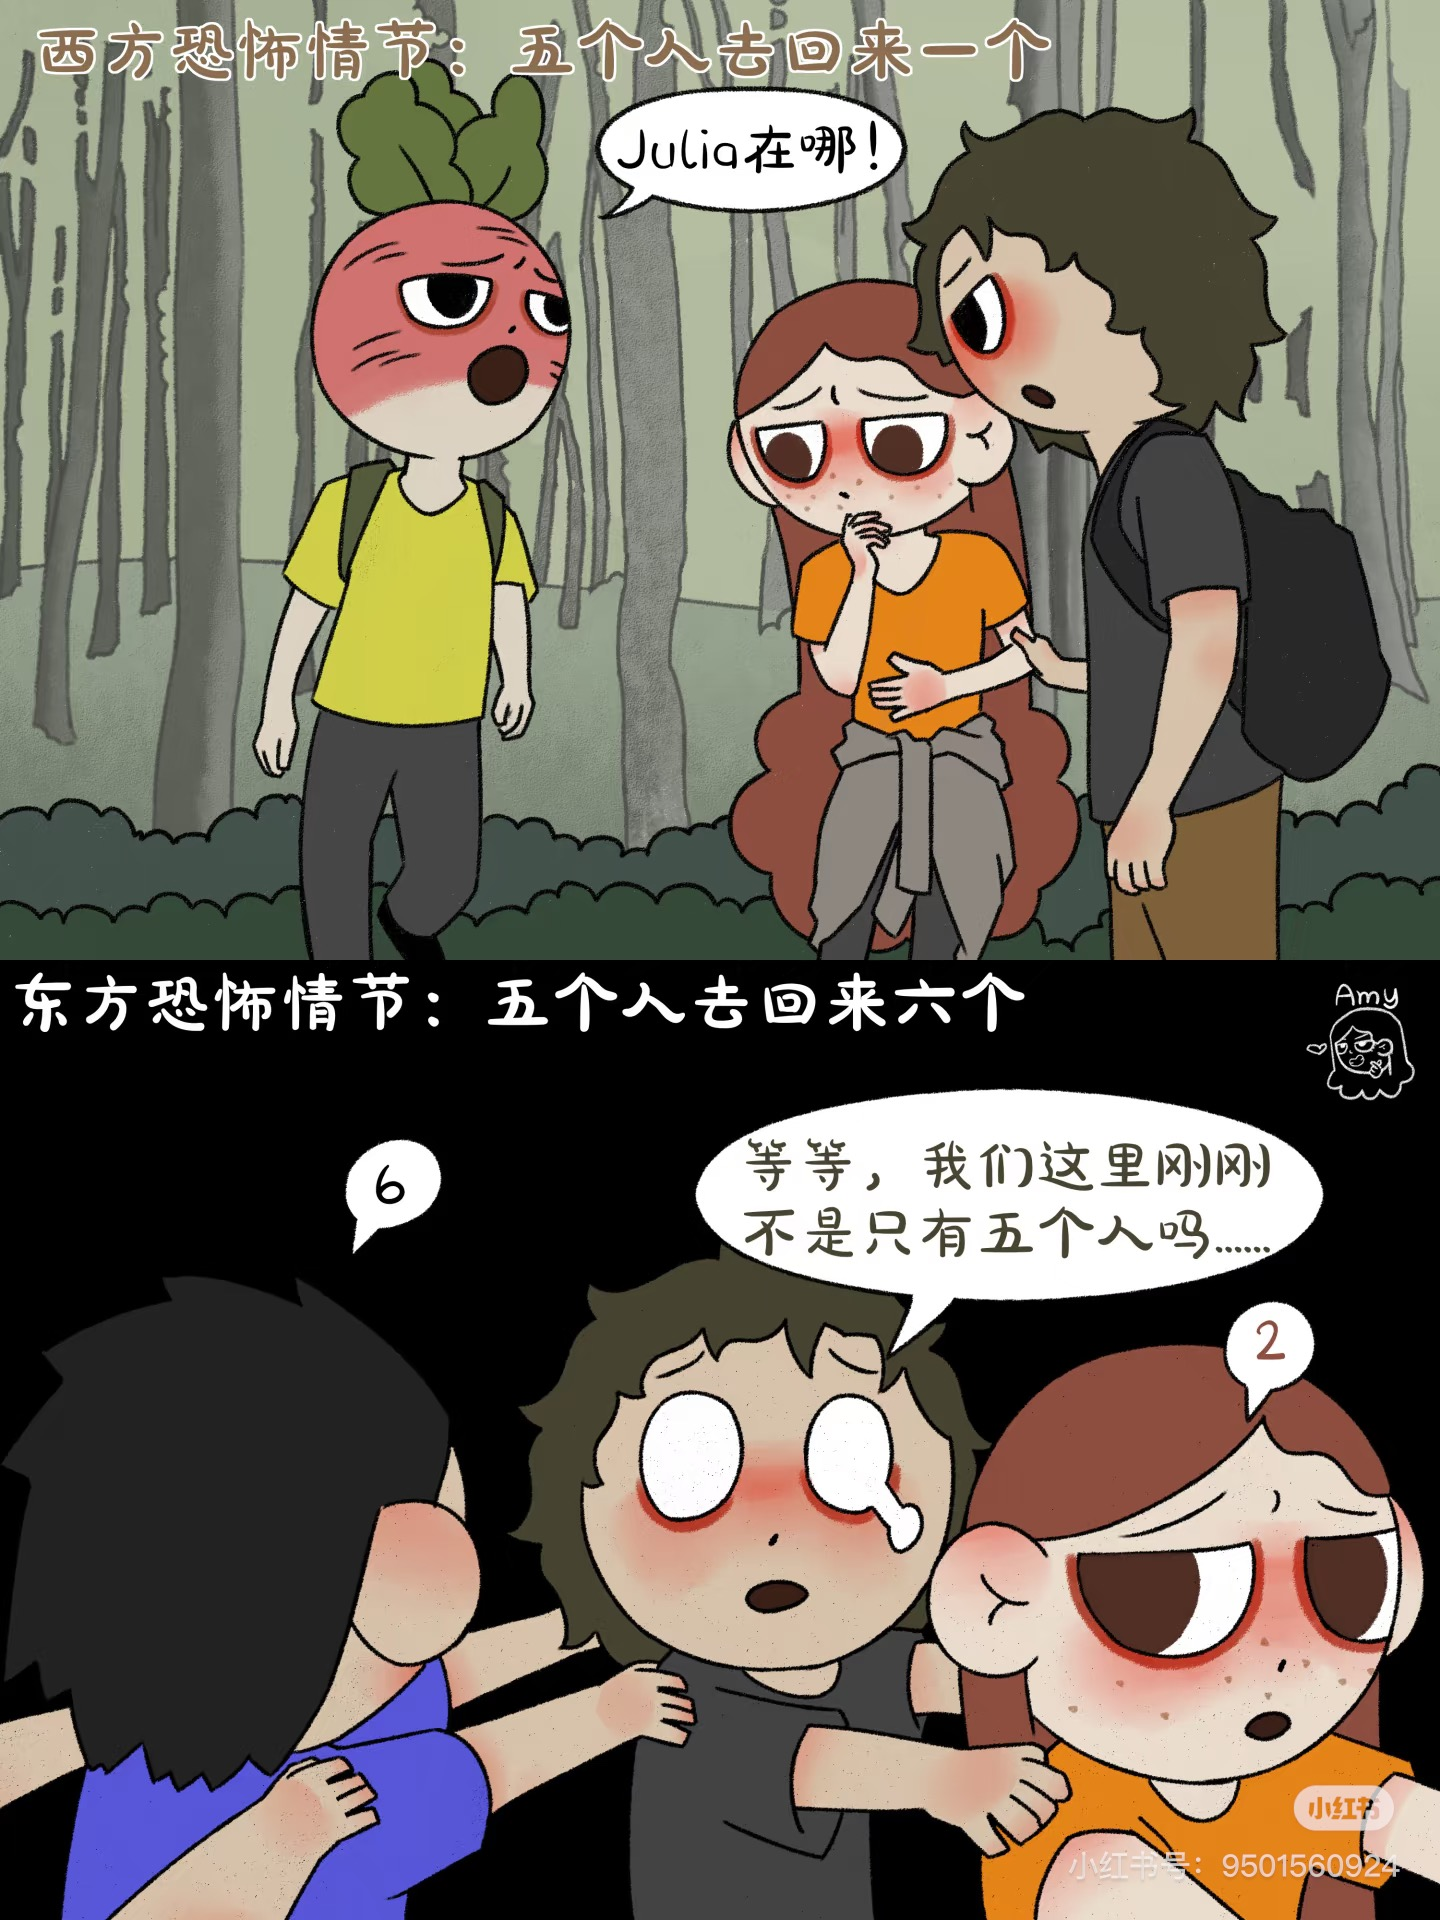 西方恐怖情节：五个人去回来一个
Julia在哪！
东方恐怖情节：五个人去回来六个
Amy
6
等等，我们这里刚刚
不是只有五个人吗……
2
小红书
小红书号：9501560924